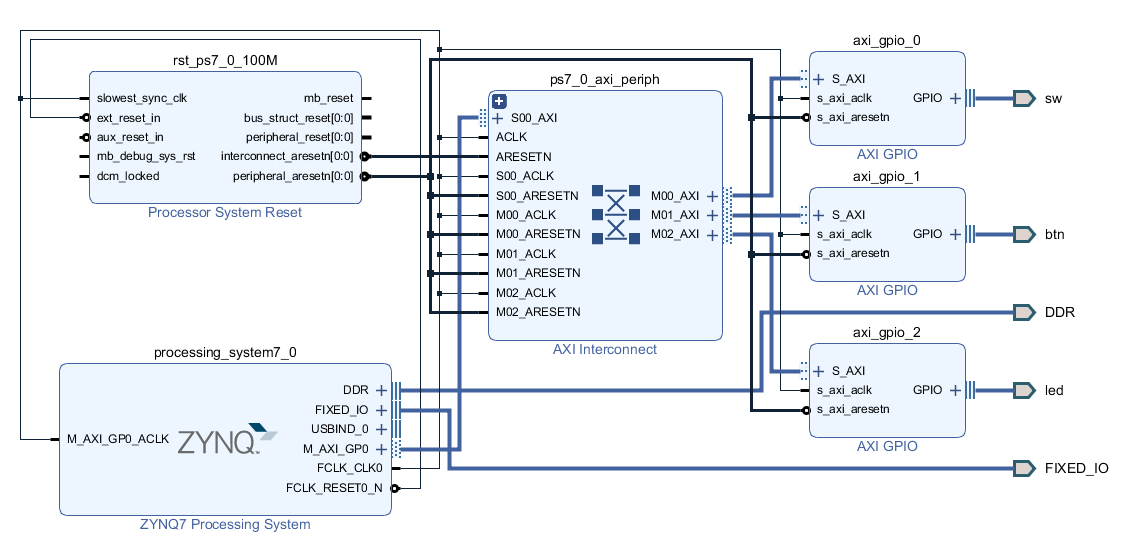 rst_ps7_0_100M
slowest_sync_clk
ext_reset_in
aux_reset_in
mb_debug_sys_rst
dcm_locked
mb_reset
bus_struct_reset[0:0]
peripheral_reset[0:0]
interconnect_aresetn[0:0]
peripheral_aresetn[0:0]
Processor System Reset
ps7_0_axi_periph
S00_AXI
ACLK
ARESETN
S00_ACLK
S00_ARESETN
M00_ACLK
M00_ARESETN
M01_ACLK
M01_ARESETN
M02_ACLK
M02_ARESETN
M00_AXI
M01_AXI
M02_AXI
AXI Interconnect
axi_gpio_0
S_AXI
s_axi_aclk
s_axi_aresetn
GPIO
AXI GPIO
sw
axi_gpio_1
S_AXI
s_axi_aclk
s_axi_aresetn
GPIO
AXI GPIO
btn
DDR
axi_gpio_2
S_AXI
s_axi_aclk
s_axi_aresetn
GPIO
AXI GPIO
led
FIXED_IO
processing_system7_0
M_AXI_GP0_ACLK
ZYNQ
DDR
FIXED_IO
USBIND_0
M_AXI_GP0
FCLK_CLK0
FCLK_RESET0_N
ZYNQ7 Processing System